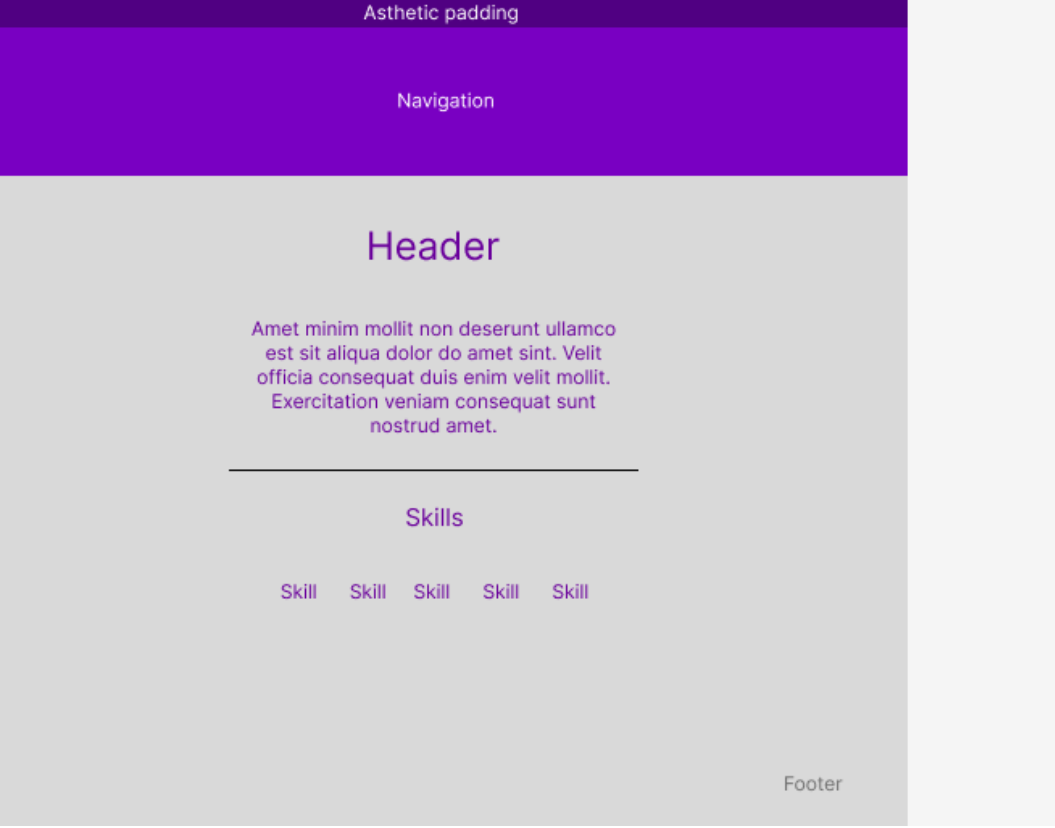 Asthetic padding
Navigation
Header
Amet minim mollit non deserunt ullamco
est sit aliqua dolor do amet sint. Velit
officia consequat duis enim velit mollit.
Exercitation veniam consequat sunt
nostrud amet.
Skills
Skill Skill Skill Skill Skill
Footer